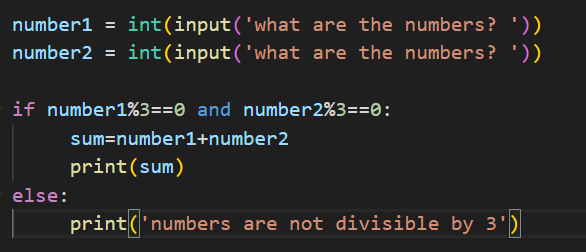 number1 = int(input('what are the numbers? '))
number2 = int(input('what are the numbers? '))
if number1%3==0 and number2%3==0:
sum=number1+number2
print(sum)
else:
print('numbers are not divisible by 3')